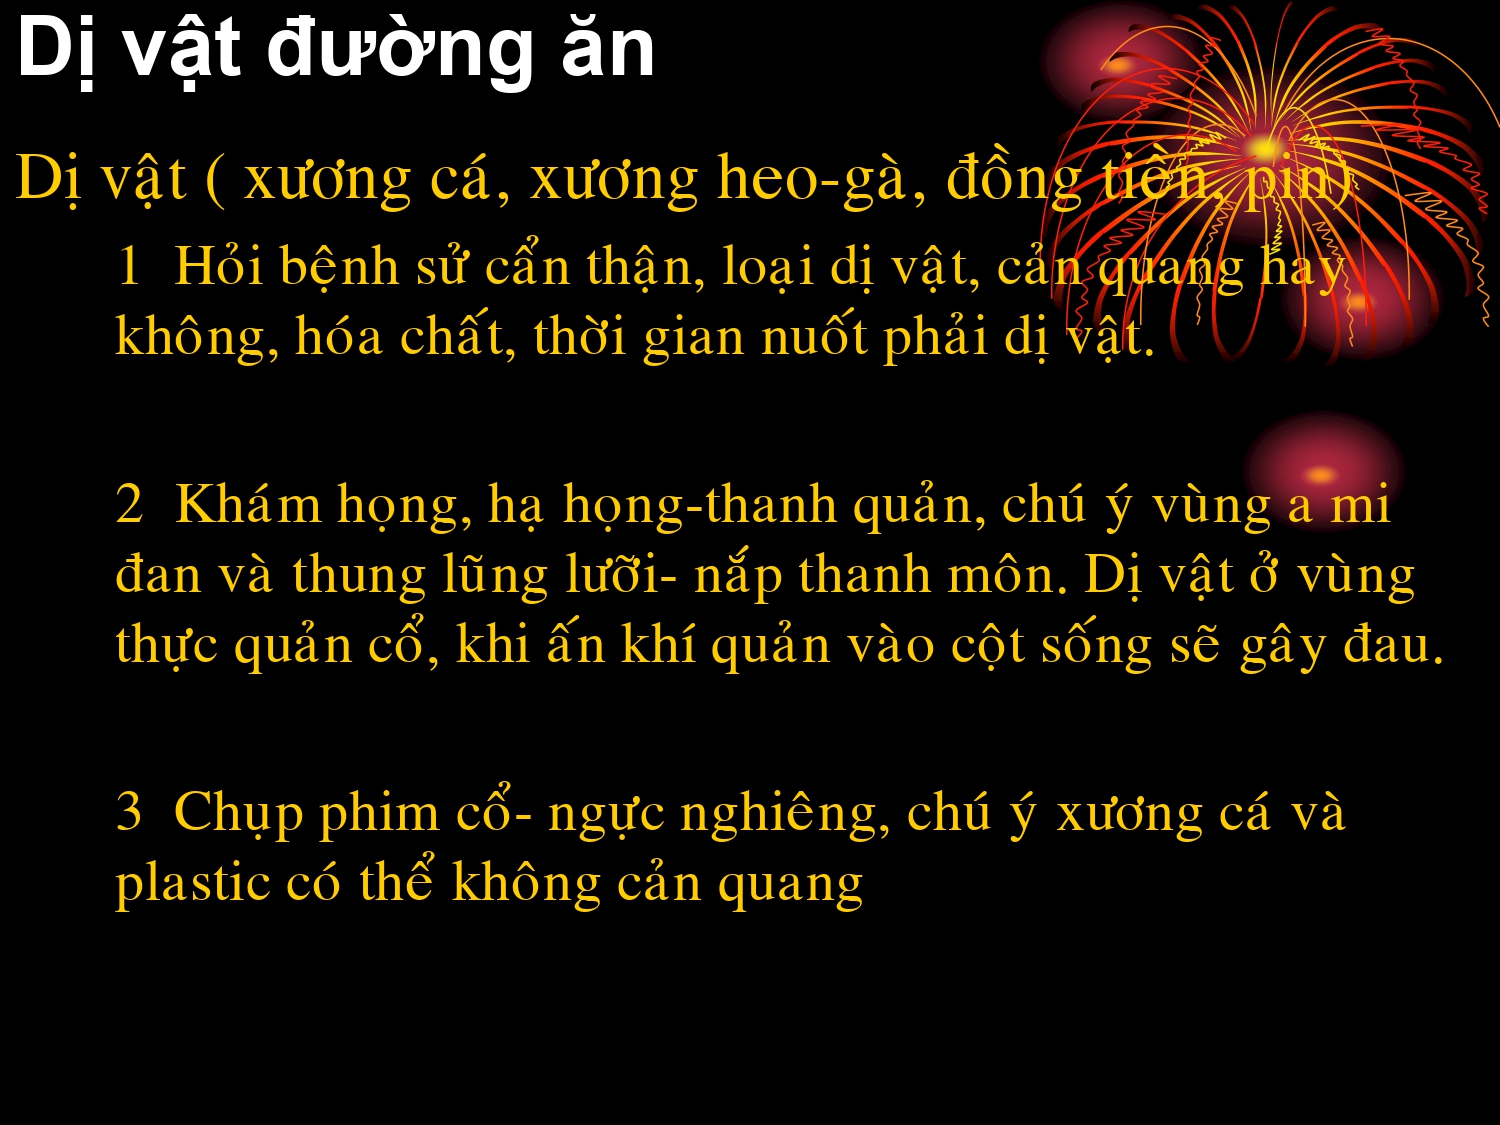 Dị vật đường ăn
Dị vật ( xương cá, xương heo-gà, đồng tiền, pin)
1 Hỏi bệnh sử cẩn thận, loại dị vật, cản quang hay
không, hóa chất, thời gian nuốt phải dị vật.
2 Khám họng, hạ họng-thanh quản, chú ý vùng a mi
đan và thung lũng lưỡi- nắp thanh môn. Dị vật ở vùng
thực quản cổ, khi ấn khí quản vào cột sống sẽ gây đau.
3 Chụp phim cổ- ngực nghiêng, chú ý xương cá và
plastic có thể không cản quang